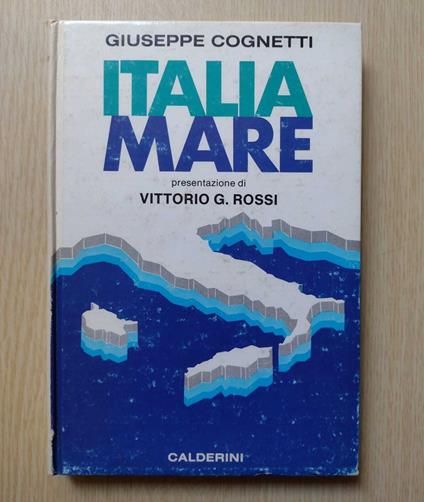 GIUSEPPE COGNETTI
ITALIA
MARE
presentazione di
VITTORIO G. ROSSI
CALDERINI